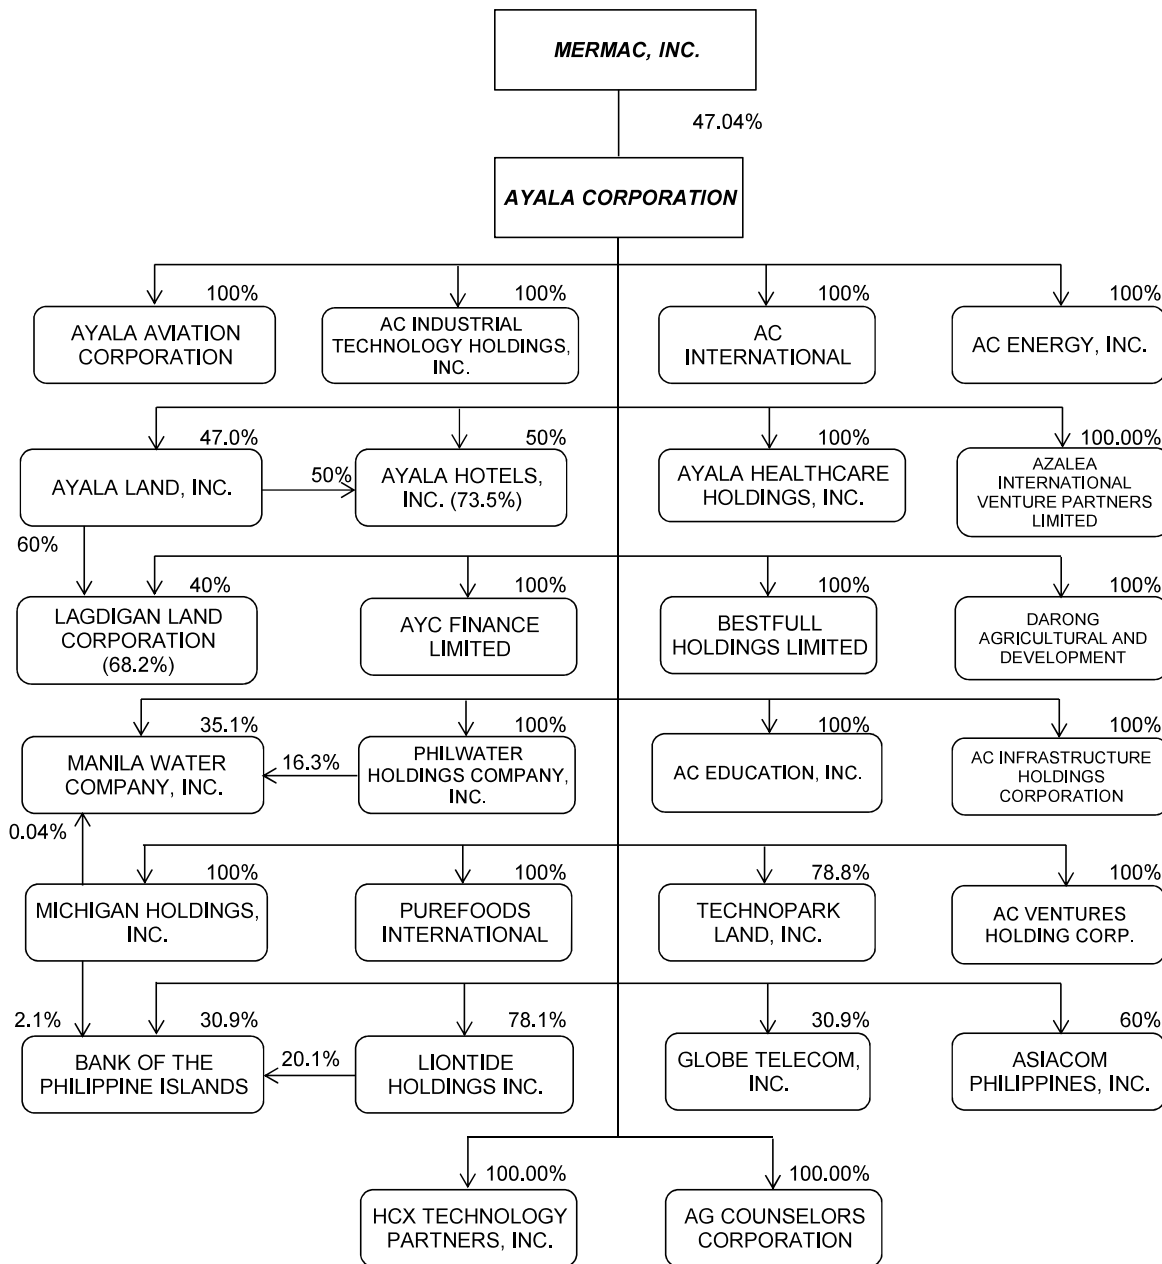 MERMAC, INC.
47.04%
AYALA CORPORATION
100%
100%
100%
100%
AYALA AVIATION
CORPORATION
AC INDUSTRIAL
TECHNOLOGY HOLDINGS,
INC.
AC
INTERNATIONAL
AC ENERGY, INC.
47.0%
50%
100%
100.00%
AYALA LAND, INC.
50%
AYALA HOTELS,
INC. (73.5%)
AYALA HEALTHCARE
HOLDINGS, INC.
AZALEA
INTERNATIONAL
VENTURE PARTNERS
LIMITED
60%
40%
100%
100%
100%
LAGDIGAN LAND
CORPORATION
(68.2%)
AYC FINANCE
LIMITED
BESTFULL
HOLDINGS LIMITED
DARONG
AGRICULTURAL AND
DEVELOPMENT
35.1%
100%
100%
100%
MANILA WATER
COMPANY, INC.
16.3%
PHILWATER
HOLDINGS COMPANY,
INC.
AC EDUCATION, INC.
AC INFRASTRUCTURE
HOLDINGS
CORPORATION
0.04%
100%
100%
78.8%
100%
MICHIGAN HOLDINGS,
INC.
PUREFOODS
INTERNATIONAL
TECHNOPARK
LAND, INC.
AC VENTURES
HOLDING CORP.
2.1%
30.9%
78.1%
30.9%
60%
BANK OF THE
PHILIPPINE ISLANDS
20.1%
LIONTIDE
HOLDINGS INC.
GLOBE TELECOM,
INC.
ASIACOM
PHILIPPINES, INC.
100.00%
100.00%
HCX TECHNOLOGY
PARTNERS, INC.
AG COUNSELORS
CORPORATION